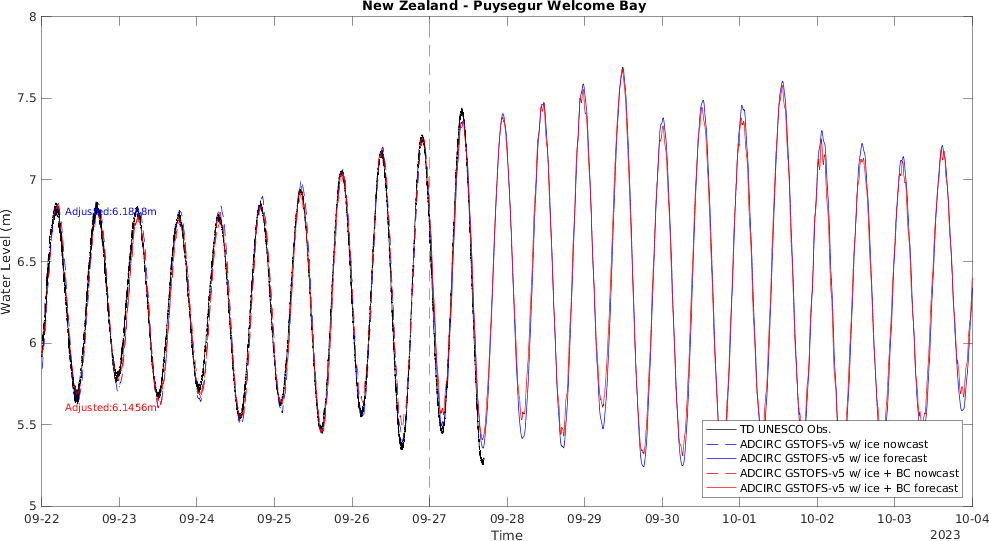 New Zealand - Puysegur Welcome Bay
8
7.5
7
6.5
6
5.5
5
Water Level (m)
Adjusted:6.1m
Adjusted:6.1456m
TD UNESCO Obs.
ADCIRC GSTOFS-v5 w/ ice nowcast
ADCIRC GSTOFS-v5 w/ ice forecast
ADCIRC GSTOFS-v5 w/ ice + BC nowcast
ADCIRC GSTOFS-v5 w/ ice + BC forecast
09-22 09-23 09-24 09-25 09-26 09-27 09-28 09-29 09-30 10-01 10-02 10-03 10-04
2023
Time